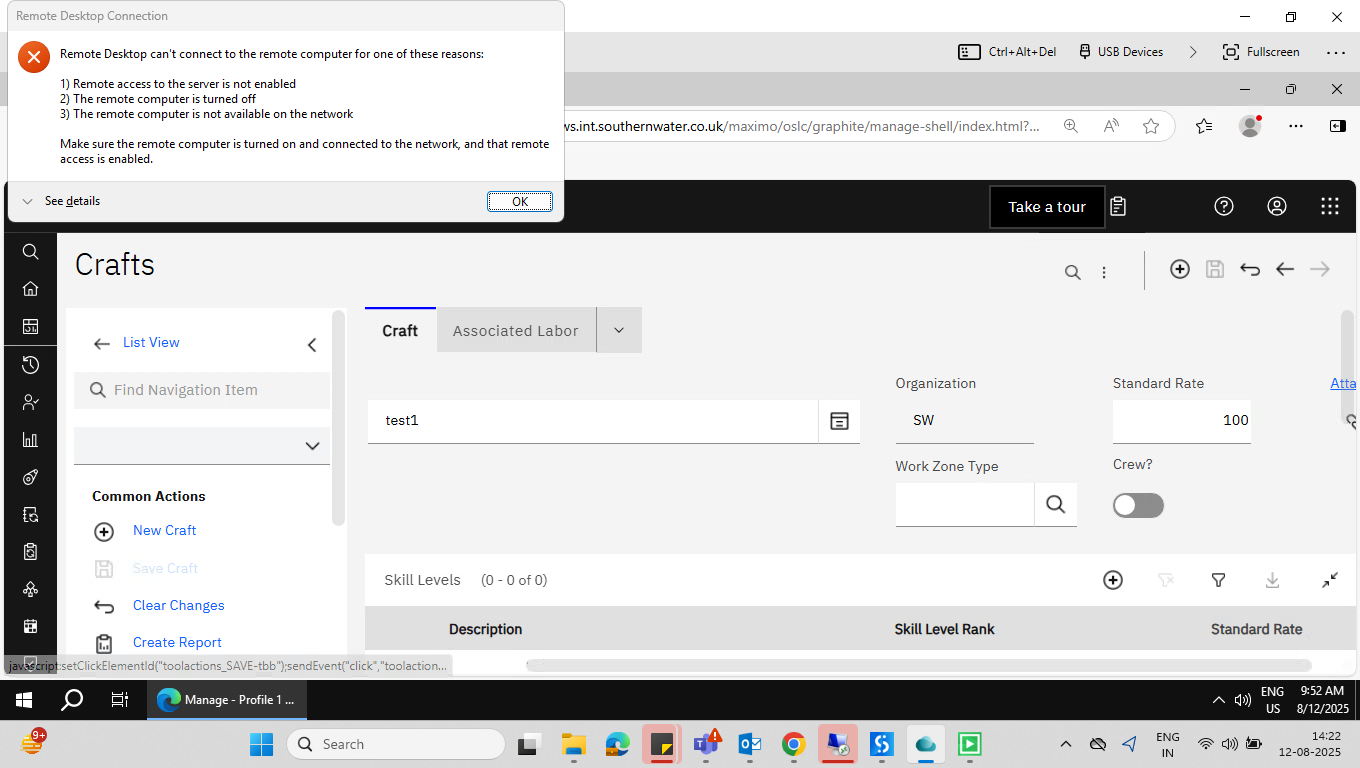 Remote Desktop Connection
Remote Desktop can't connect to the remote computer for one of these reasons:
1) Remote access to the server is not enabled
2) The remote computer is turned off
3) The remote computer is not available on the network
Make sure the remote computer is turned on and connected to the network, and that remote
access is enabled.
See details
OK
Ctrl+Alt+Del
USB Devices
Fullscreen
ws.int.southernwater.co.uk/maximo/oslc/graphite/manage-shell/index.html?...
Take a tour
Crafts
List View
Find Navigation Item
Common Actions
New Craft
Save Craft
Clear Changes
Create Report
Craft
Associated Labor
test1
Organization
SW
Standard Rate
100
Atta
Work Zone Type
Crew?
Skill Levels (0 - 0 of 0)
Description
Skill Level Rank
Standard Rate
javascript:setClickElementId("toolactions_SAVE-tbb");sendEvent("click","toolaction...
Manage - Profile 1 ...
ENG
US
9:52 AM
8/12/2025
9+
Search
ENG
IN
14:22
12-08-2025